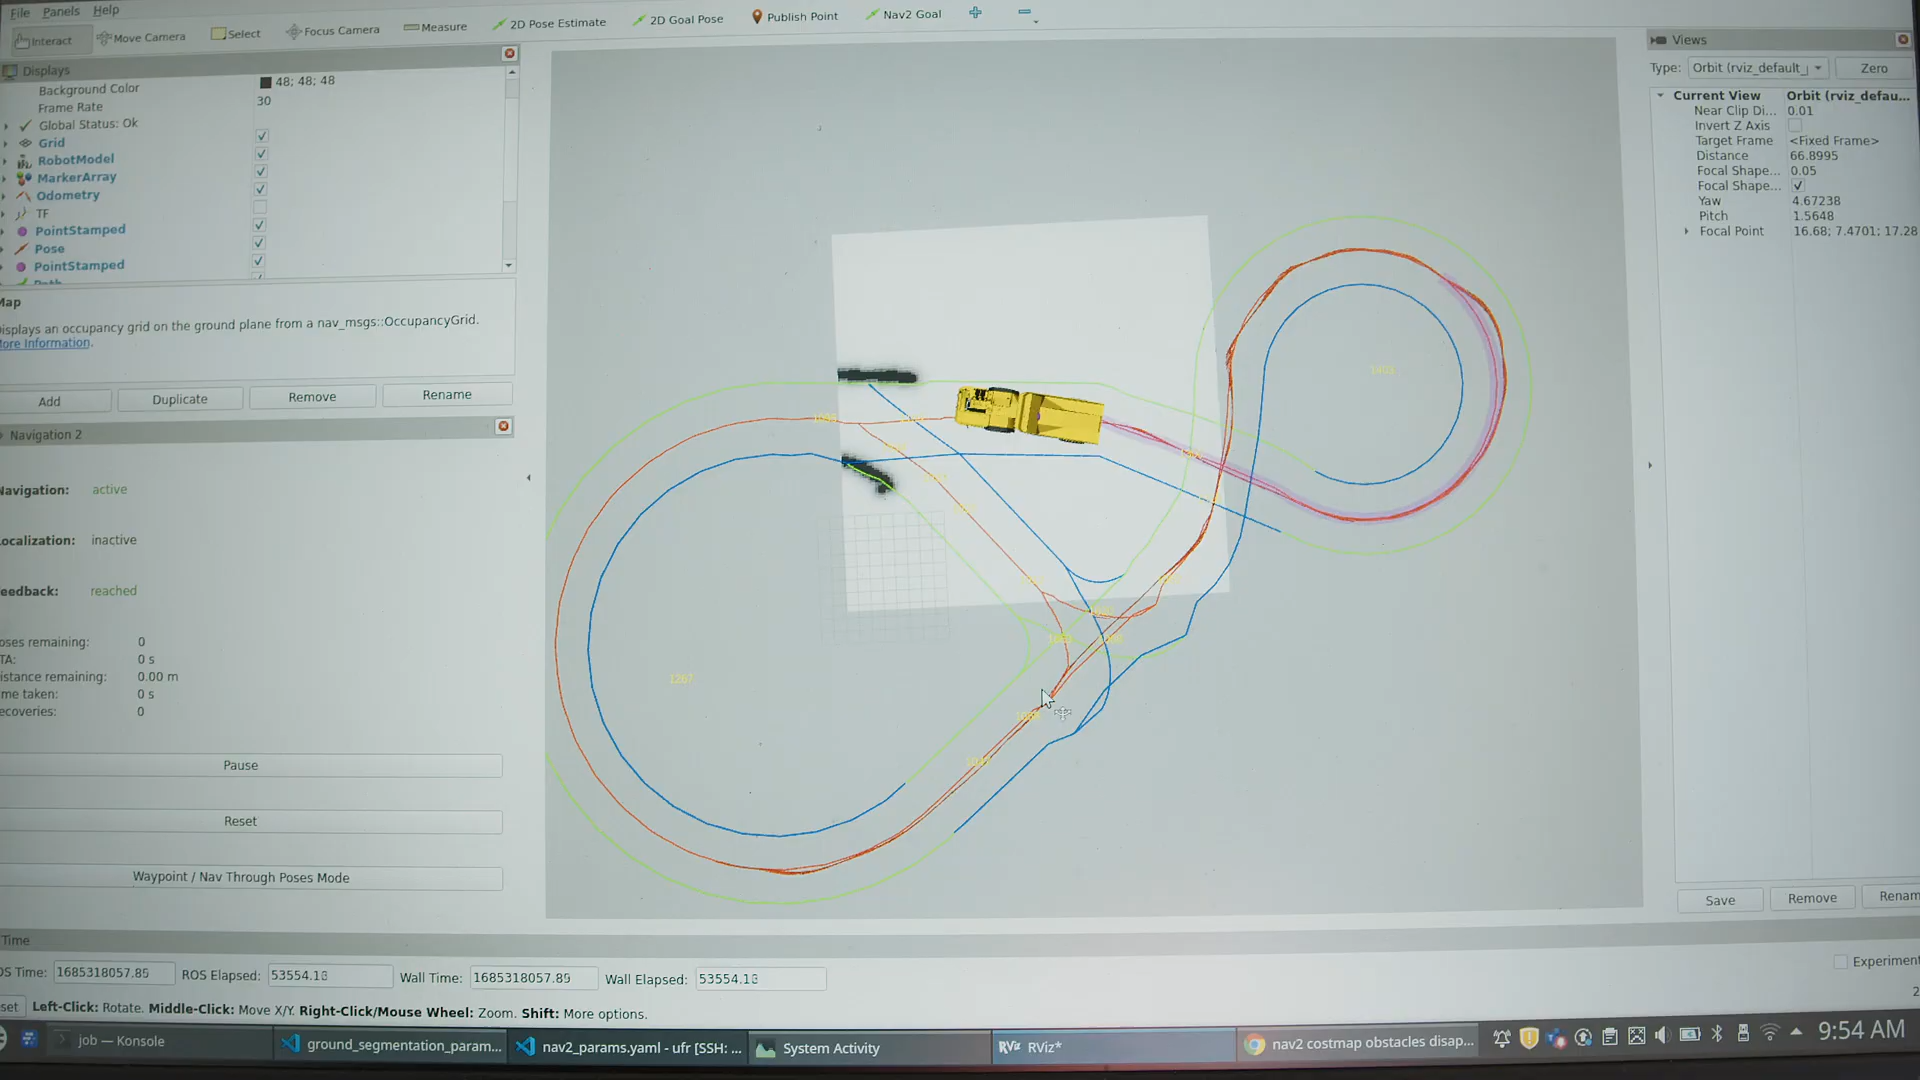 File Panels Help
Interact Move Camera Select Focus Camera Measure 2D Pose Estimate 2D Goal Pose Publish Point Nav2 Goal
Displays
Background Color 48; 48; 48
Frame Rate 30
Global Status: Ok
Grid
RobotModel
MarkerArray
Odometry
TF
PointStamped
Pose
PointStamped
Map
isplays an occupancy grid on the ground plane from a nav_msgs::OccupancyGrid.
ore Information.
Add Duplicate Remove Rename
Navigation 2
Navigation: active
ocalization: inactive
eedback: reached
oses remaining: 0
TA: 0 s
istance remaining: 0.00 m
me taken: 0 s
ecoveries: 0
Pause
Reset
Waypoint / Nav Through Poses Mode
1403
1267
Views
Type: Orbit (rviz_default_ Zero
Current View Orbit (rviz_defau...
Near Clip Di... 0.01
Invert Z Axis
Target Frame <Fixed Frame>
Distance 66.8995
Focal Shape... 0.05
Focal Shape...
Yaw 4.67238
Pitch 1.5648
Focal Point 16.68; 7.4701; 17.28
Save Remove Renam
Time
OS Time: 1685318057.85 ROS Elapsed: 53554.18 Wall Time: 1685318057.89 Wall Elapsed: 53554.18
Experiment
set Left-Click: Rotate. Middle-Click: Move X/Y. Right-Click/Mouse Wheel: Zoom. Shift: More options.
job — Konsole ground_segmentation_param... nav2_params.yaml - ufr [SSH: ... System Activity RViz RViz* nav2 costmap obstacles disap... 9:54 AM